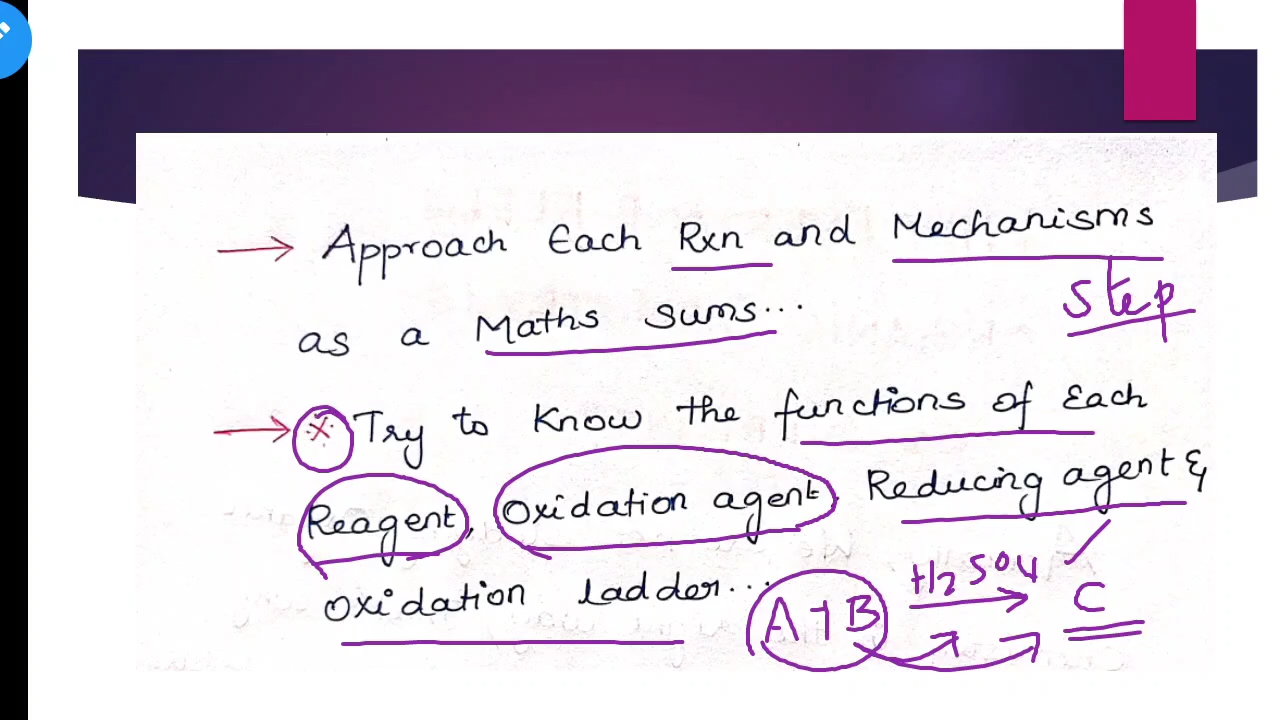 → Approach Each Rxn and Mechanisms
Step
as a Maths sums...
→ * Try to Know the functions of Each
Reagent, Oxidation agent, Reducing agent &
Oxidation ladder...
A+B H2SO4 → C